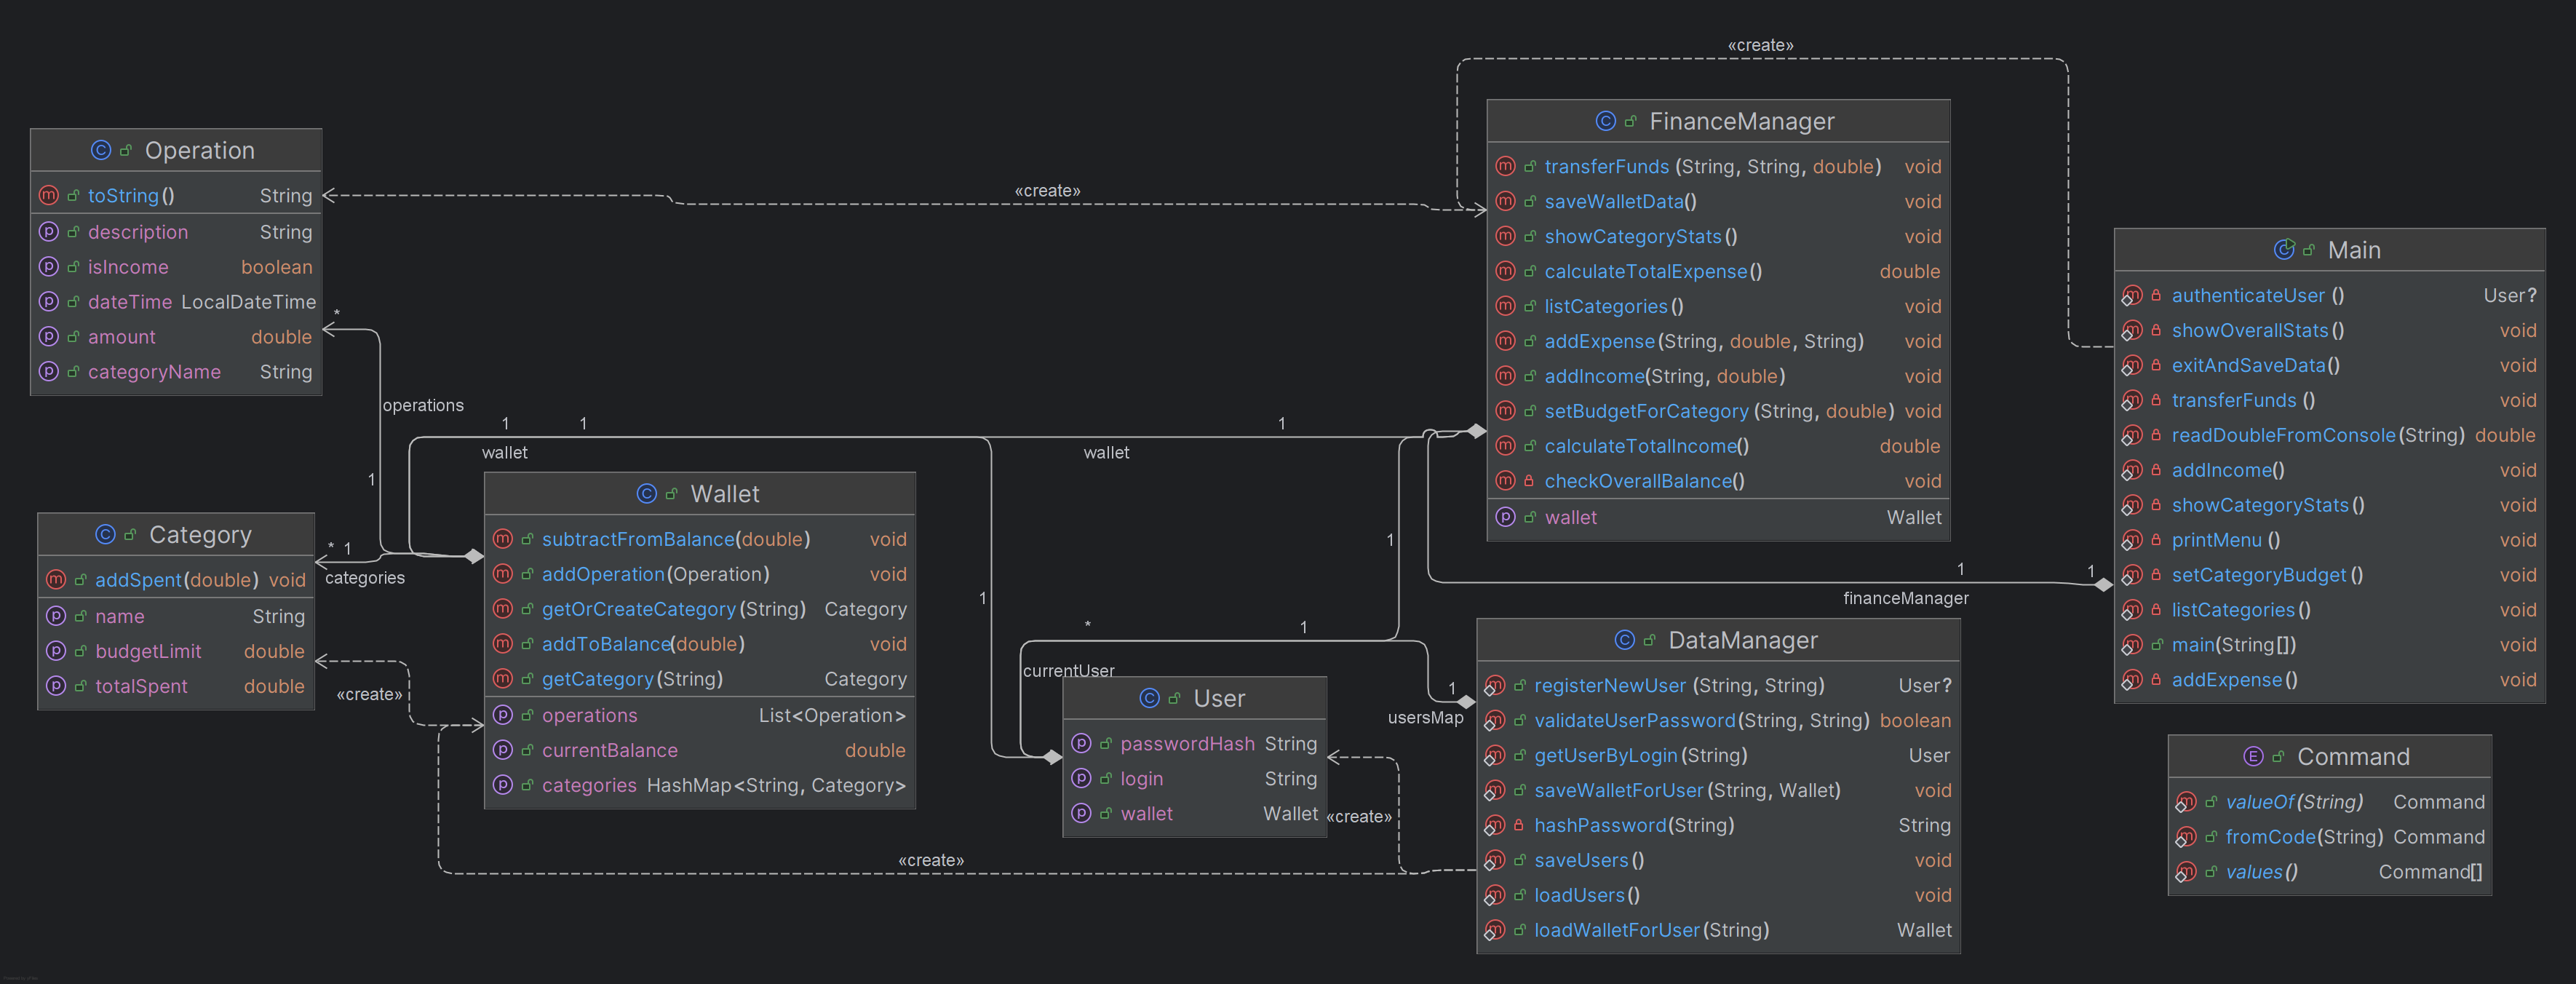 «create»
FinanceManager
transferFunds (String, String, double) void
saveWalletData() void
showCategoryStats () void
calculateTotalExpense() double
listCategories () void
addExpense (String, double, String) void
addIncome(String, double) void
setBudgetForCategory (String, double) void
calculateTotalIncome() double
checkOverallBalance() void
wallet Wallet
Operation
toString () String
description String
isIncome boolean
dateTime LocalDateTime
amount double
categoryName String
«create»
Main
authenticateUser () User?
showOverallStats () void
exitAndSaveData() void
transferFunds () void
readDoubleFromConsole (String) double
addIncome() void
showCategoryStats () void
printMenu () void
setCategoryBudget () void
listCategories () void
main(String[]) void
addExpense () void
*
operations
1
1
1
1
wallet
wallet
1
Category
addSpent(double) void
name String
budgetLimit double
totalSpent double
* 1
categories
«create»
Wallet
subtractFromBalance(double) void
addOperation (Operation) void
getOrCreateCategory (String) Category
addToBalance(double) void
getCategory (String) Category
operations List<Operation>
currentBalance double
categories HashMap<String, Category>
1
1
1
1
financeManager
*
1
currentUser
1
usersMap
User
passwordHash String
login String
wallet Wallet
«create»
«create»
DataManager
registerNewUser (String, String) User?
validateUserPassword (String, String) boolean
getUserByLogin (String) User
saveWalletForUser (String, Wallet) void
hashPassword (String) String
saveUsers () void
loadUsers () void
loadWalletForUser (String) Wallet
Command
valueOf (String) Command
fromCode (String) Command
values () Command[]